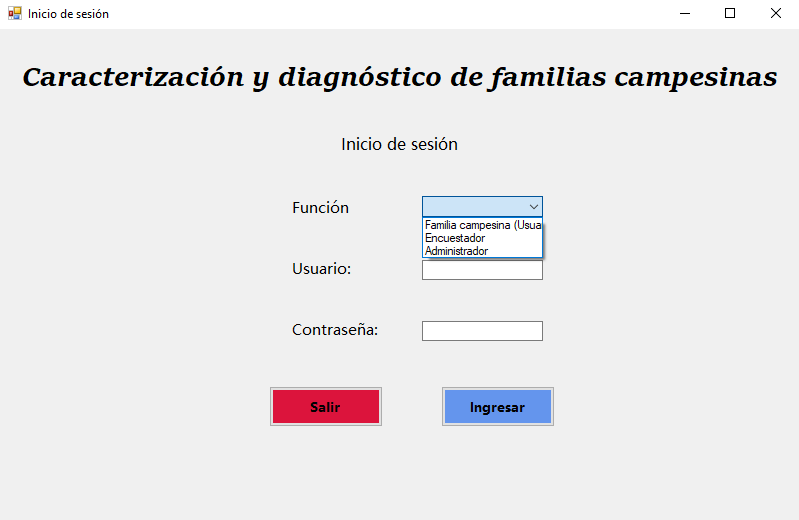 Inicio de sesión
Caracterización y diagnóstico de familias campesinas
Inicio de sesión
Función
Familia campesina (Usua
Encuestador
Administrador
Usuario:
Contraseña:
Salir
Ingresar